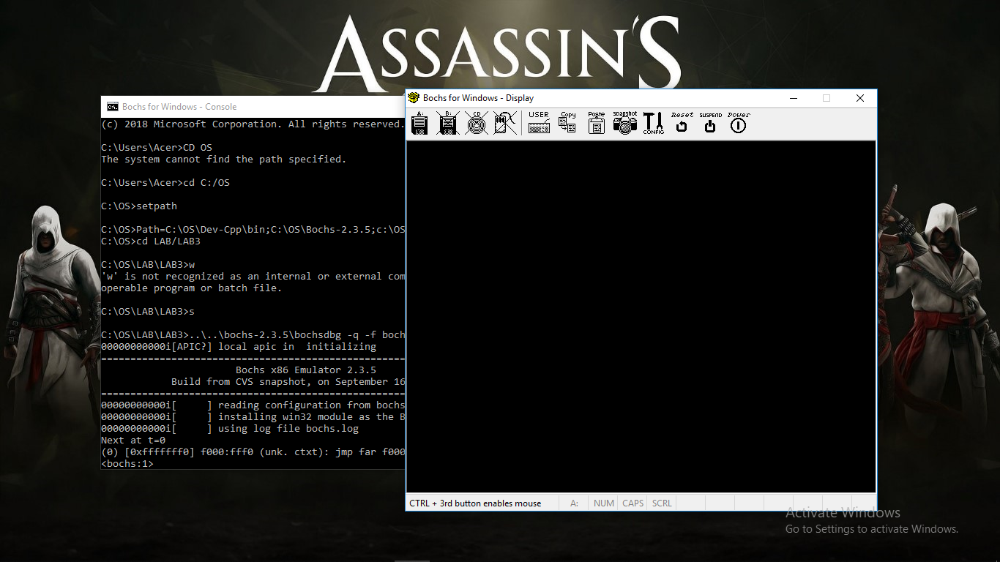 ASSASSIN'S
Bochs for Windows - Console
(c) 2018 Microsoft Corporation. All rights reserved.
C:\Users\Acer>CD OS
The system cannot find the path specified.
C:\Users\Acer>cd C:/OS
C:\OS>setpath
C:\OS>Path=C:\OS\Dev-Cpp\bin;C:\OS\Bochs-2.3.5;c:\OS
C:\OS>cd LAB/LAB3
C:\OS\LAB\LAB3>w
'w' is not recognized as an internal or external com
operable program or batch file.
C:\OS\LAB\LAB3>s
C:\OS\LAB\LAB3>..\..\bochs-2.3.5\bochsdbg -q -f boch
00000000000i[APIC?] local apic in  initializing
========================================================
Bochs x86 Emulator 2.3.5
Build from CVS snapshot, on September 16
========================================================
00000000000i[     ] reading configuration from bochs
00000000000i[     ] installing win32 module as the B
00000000000i[     ] using log file bochs.log
Next at t=0
(0) [0xfffffff0] f000:fff0 (unk. ctxt): jmp far f000
<bochs:1>
Bochs for Windows - Display
A: B: CD USER Copy Paste snapshot CONFIG Reset SUSPEND Power
CTRL + 3rd button enables mouse A: NUM CAPS SCRL
Activate Windows
Go to Settings to activate Windows.